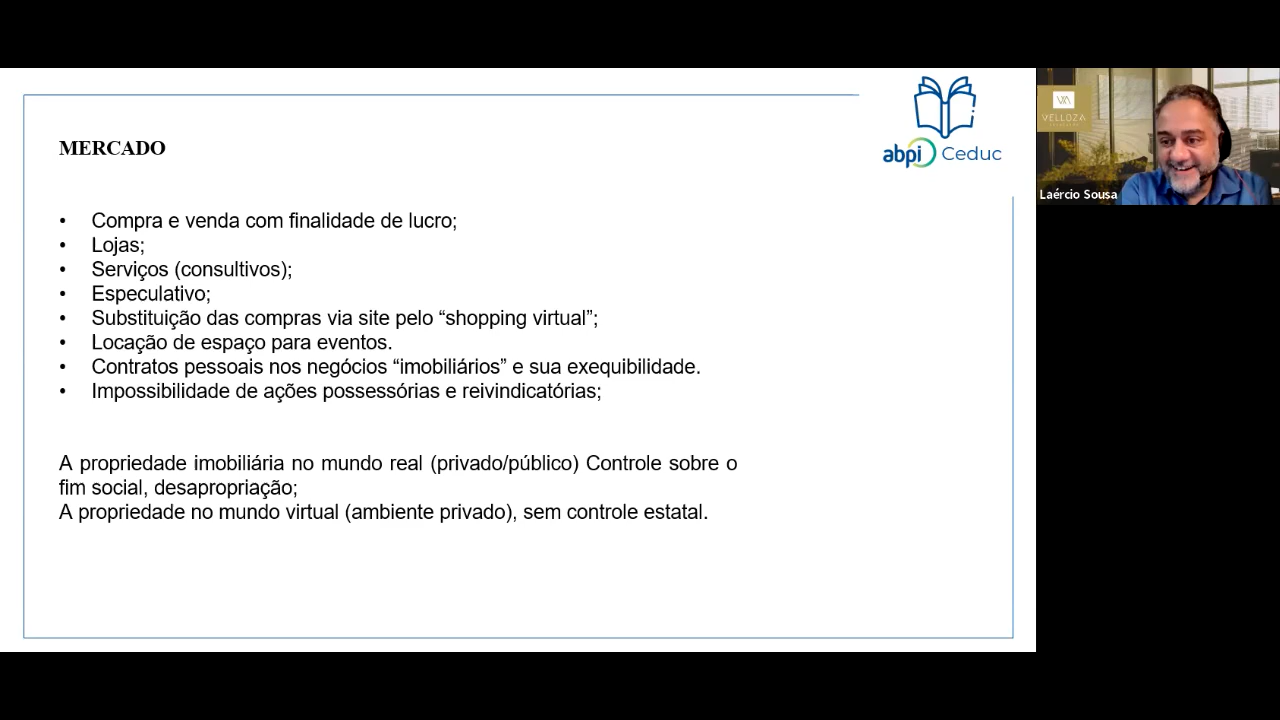 MERCADO
• Compra e venda com finalidade de lucro;
• Lojas;
• Serviços (consultivos);
• Especulativo;
• Substituição das compras via site pelo “shopping virtual”;
• Locação de espaço para eventos.
• Contratos pessoais nos negócios “imobiliários” e sua exequibilidade.
• Impossibilidade de ações possessórias e reivindicatórias;
A propriedade imobiliária no mundo real (privado/público) Controle sobre o
fim social, desapropriação;
A propriedade no mundo virtual (ambiente privado), sem controle estatal.
abpi Ceduc
VELLOZA
Laércio Sousa